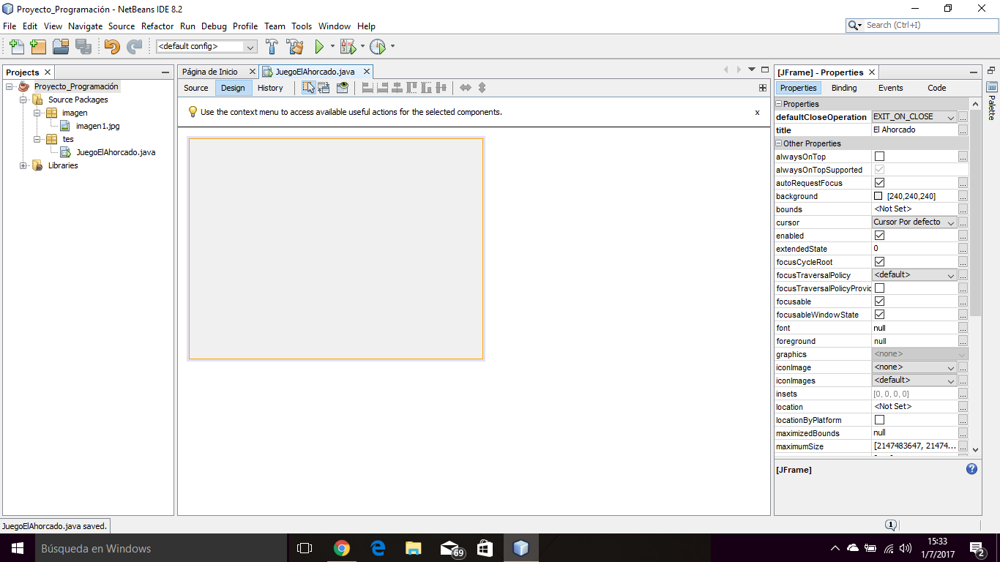 Proyecto_Programación - NetBeans IDE 8.2
File Edit View Navigate Source Refactor Run Debug Profile Team Tools Window Help
Search (Ctrl+I)
<default config>
Projects
Proyecto_Programación
Source Packages
imagen
imagen1.jpg
tes
JuegoElAhorcado.java
Libraries
Página de Inicio
JuegoElAhorcado.java
Source Design History
Use the context menu to access available useful actions for the selected components.
x
[JFrame] - Properties
Properties Binding Events Code
Properties
defaultCloseOperation EXIT_ON_CLOSE ...
title El Ahorcado ...
Other Properties
alwaysOnTop ...
alwaysOnTopSupported
autoRequestFocus ...
background [240,240,240] ...
bounds <Not Set> ...
cursor Cursor Por defecto ...
enabled ...
extendedState 0 ...
focusCycleRoot ...
focusTraversalPolicy <default> ...
focusTraversalPolicyProvic ...
focusable ...
focusableWindowState ...
font null ...
foreground null ...
graphics <none>
iconImage <none> ...
iconImages <default> ...
insets [0, 0, 0, 0] ...
location <Not Set> ...
locationByPlatform ...
maximizedBounds null ...
maximumSize [2147483647, 21474... ...
[JFrame]
?
Palette
JuegoElAhorcado.java saved.
1
Búsqueda en Windows
69
15:33
1/7/2017
2